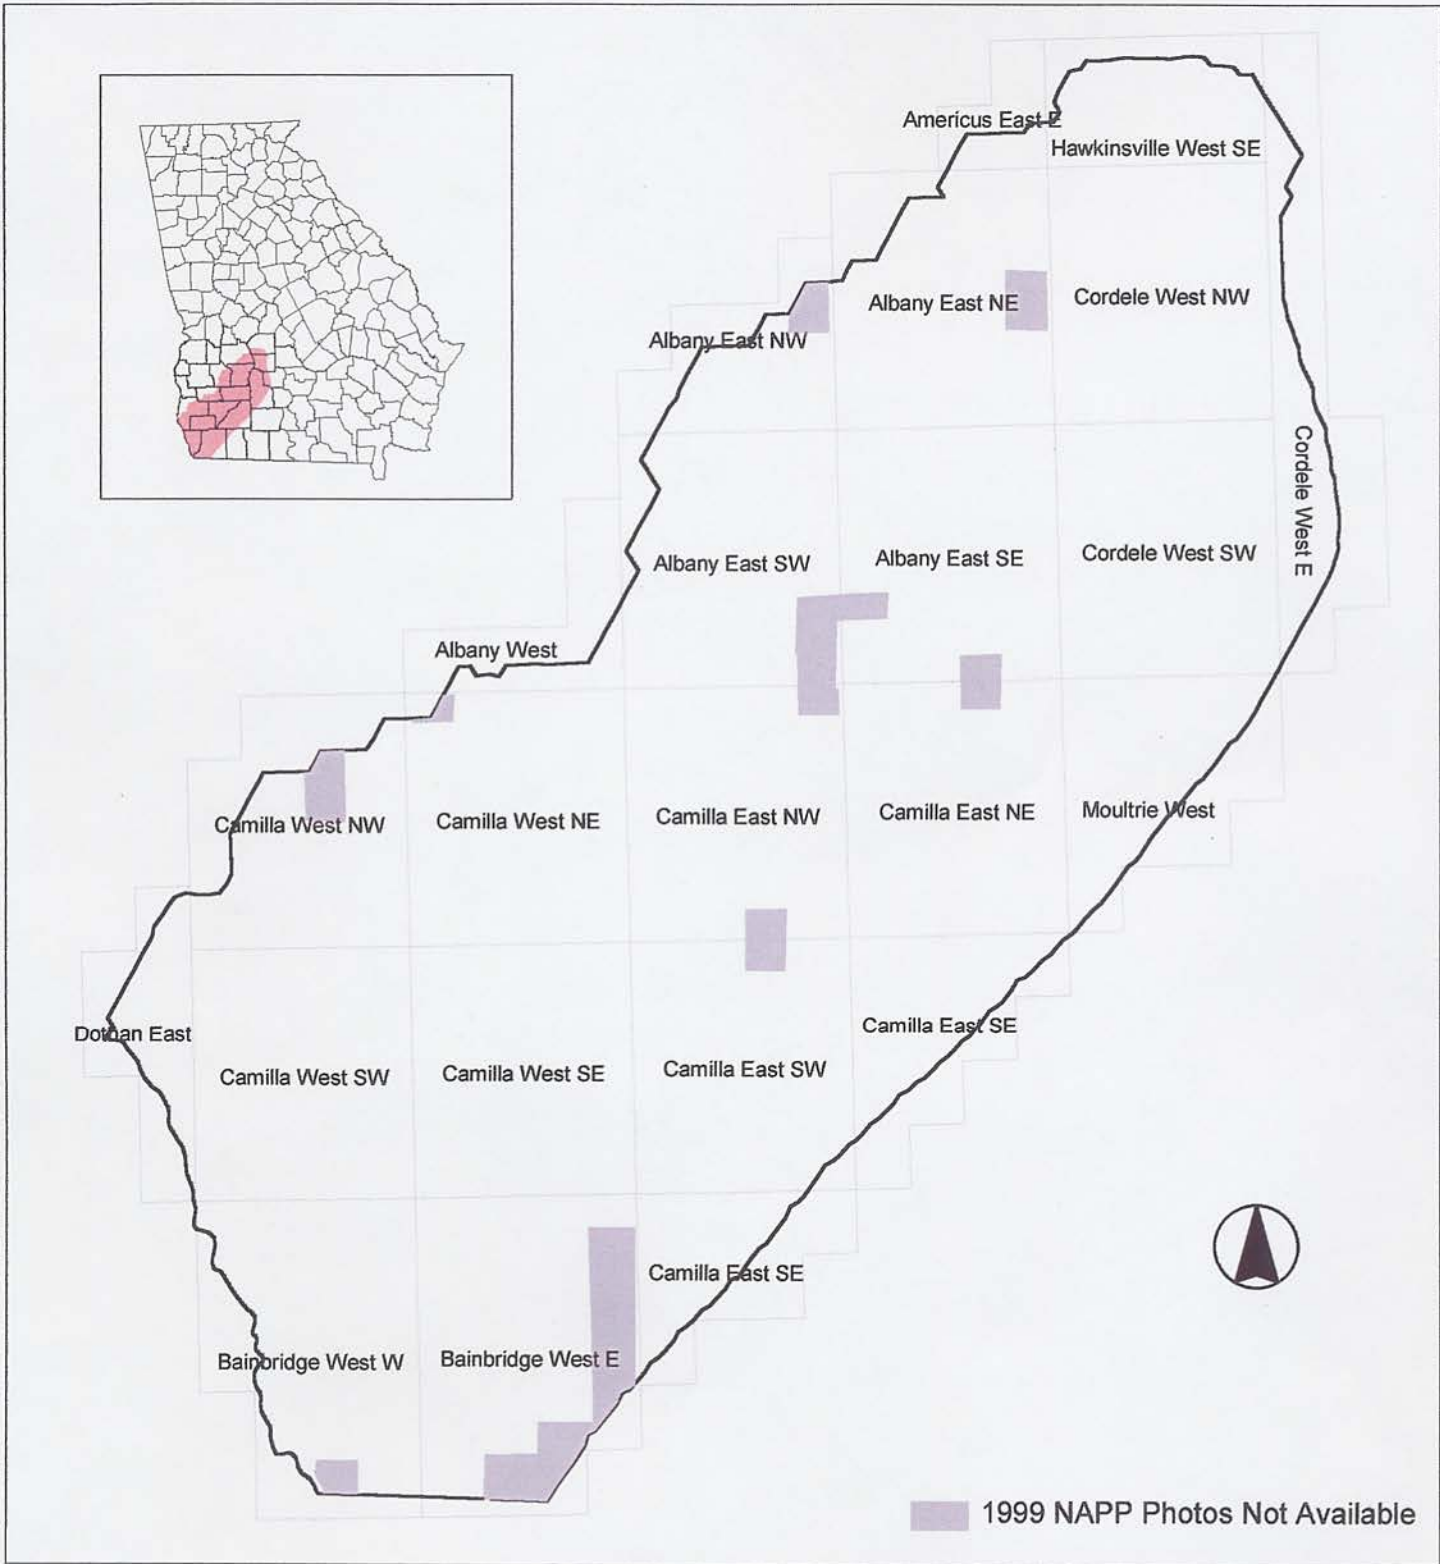 Americus East E
Hawkinsville West SE
Albany East NE
Cordele West NW
Albany East NW
Cordele West E
Albany East SW
Albany East SE
Cordele West SW
Albany West
Camilla West NW
Camilla West NE
Camilla East NW
Camilla East NE
Moultrie West
Dothan East
Camilla East SE
Camilla West SW
Camilla West SE
Camilla East SW
Camilla East SE
Bainbridge West W
Bainbridge West E
1999 NAPP Photos Not Available